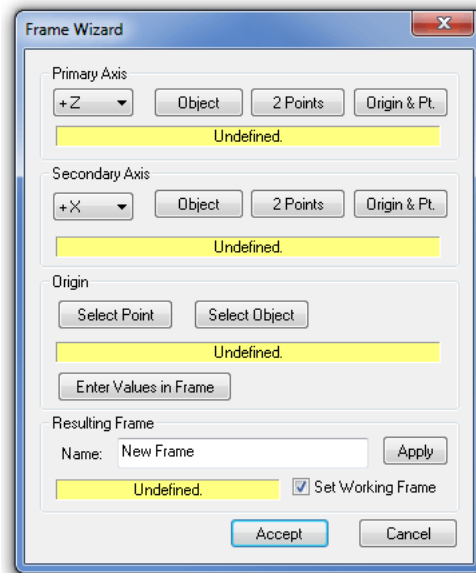 Frame Wizard
x
Primary Axis
+Z Object 2 Points Origin & Pt.
Undefined.
Secondary Axis
+X Object 2 Points Origin & Pt.
Undefined.
Origin
Select Point Select Object
Undefined.
Enter Values in Frame
Resulting Frame
Name: New Frame Apply
Undefined. Set Working Frame
Accept Cancel